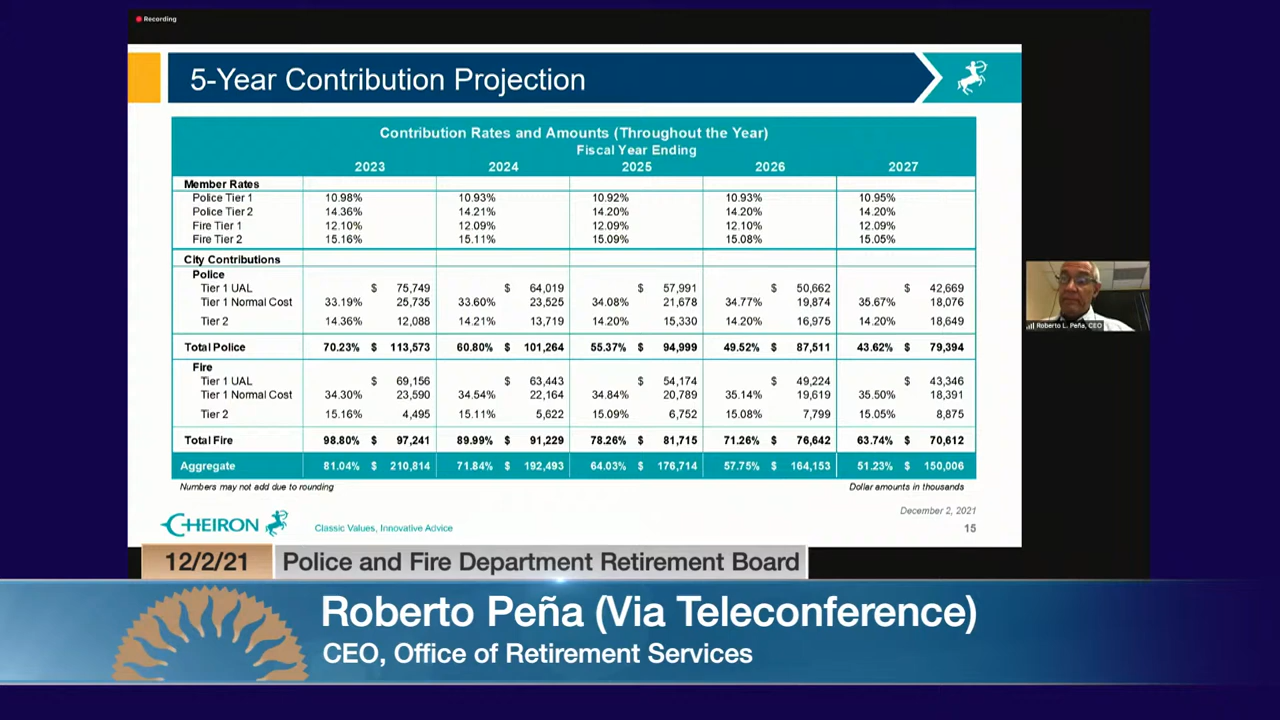 Recording
5-Year Contribution Projection
Contribution Rates and Amounts (Throughout the Year)
Fiscal Year Ending
2023 2024 2025 2026 2027
Member Rates
Police Tier 1 10.98% 10.93% 10.92% 10.93% 10.95%
Police Tier 2 14.36% 14.21% 14.20% 14.20% 14.20%
Fire Tier 1 12.10% 12.09% 12.09% 12.10% 12.09%
Fire Tier 2 15.16% 15.11% 15.09% 15.08% 15.05%
City Contributions
Police
Tier 1 UAL $ 75,749 $ 64,019 $ 57,991 $ 50,662 $ 42,669
Tier 1 Normal Cost 33.19% 25,735 33.60% 23,525 34.08% 21,678 34.77% 19,874 35.67% 18,076
Tier 2 14.36% 12,088 14.21% 13,719 14.20% 15,330 14.20% 16,975 14.20% 18,649
Total Police 70.23% $ 113,573 60.80% $ 101,264 55.37% $ 94,999 49.52% $ 87,511 43.62% $ 79,394
Fire
Tier 1 UAL $ 69,156 $ 63,443 $ 54,174 $ 49,224 $ 43,346
Tier 1 Normal Cost 34.30% 23,590 34.54% 22,164 34.84% 20,789 35.14% 19,619 35.50% 18,391
Tier 2 15.16% 4,495 15.11% 5,622 15.09% 6,752 15.08% 7,799 15.05% 8,875
Total Fire 98.80% $ 97,241 89.99% $ 91,229 78.26% $ 81,715 71.26% $ 76,642 63.74% $ 70,612
Aggregate 81.04% $ 210,814 71.84% $ 192,493 64.03% $ 176,714 57.75% $ 164,153 51.23% $ 150,006
Numbers may not add due to rounding Dollar amounts in thousands
December 2, 2021
CHEIRON Classic Values, Innovative Advice 15
Roberto L. Peña, CEO
12/2/21 Police and Fire Department Retirement Board
Roberto Peña (Via Teleconference)
CEO, Office of Retirement Services